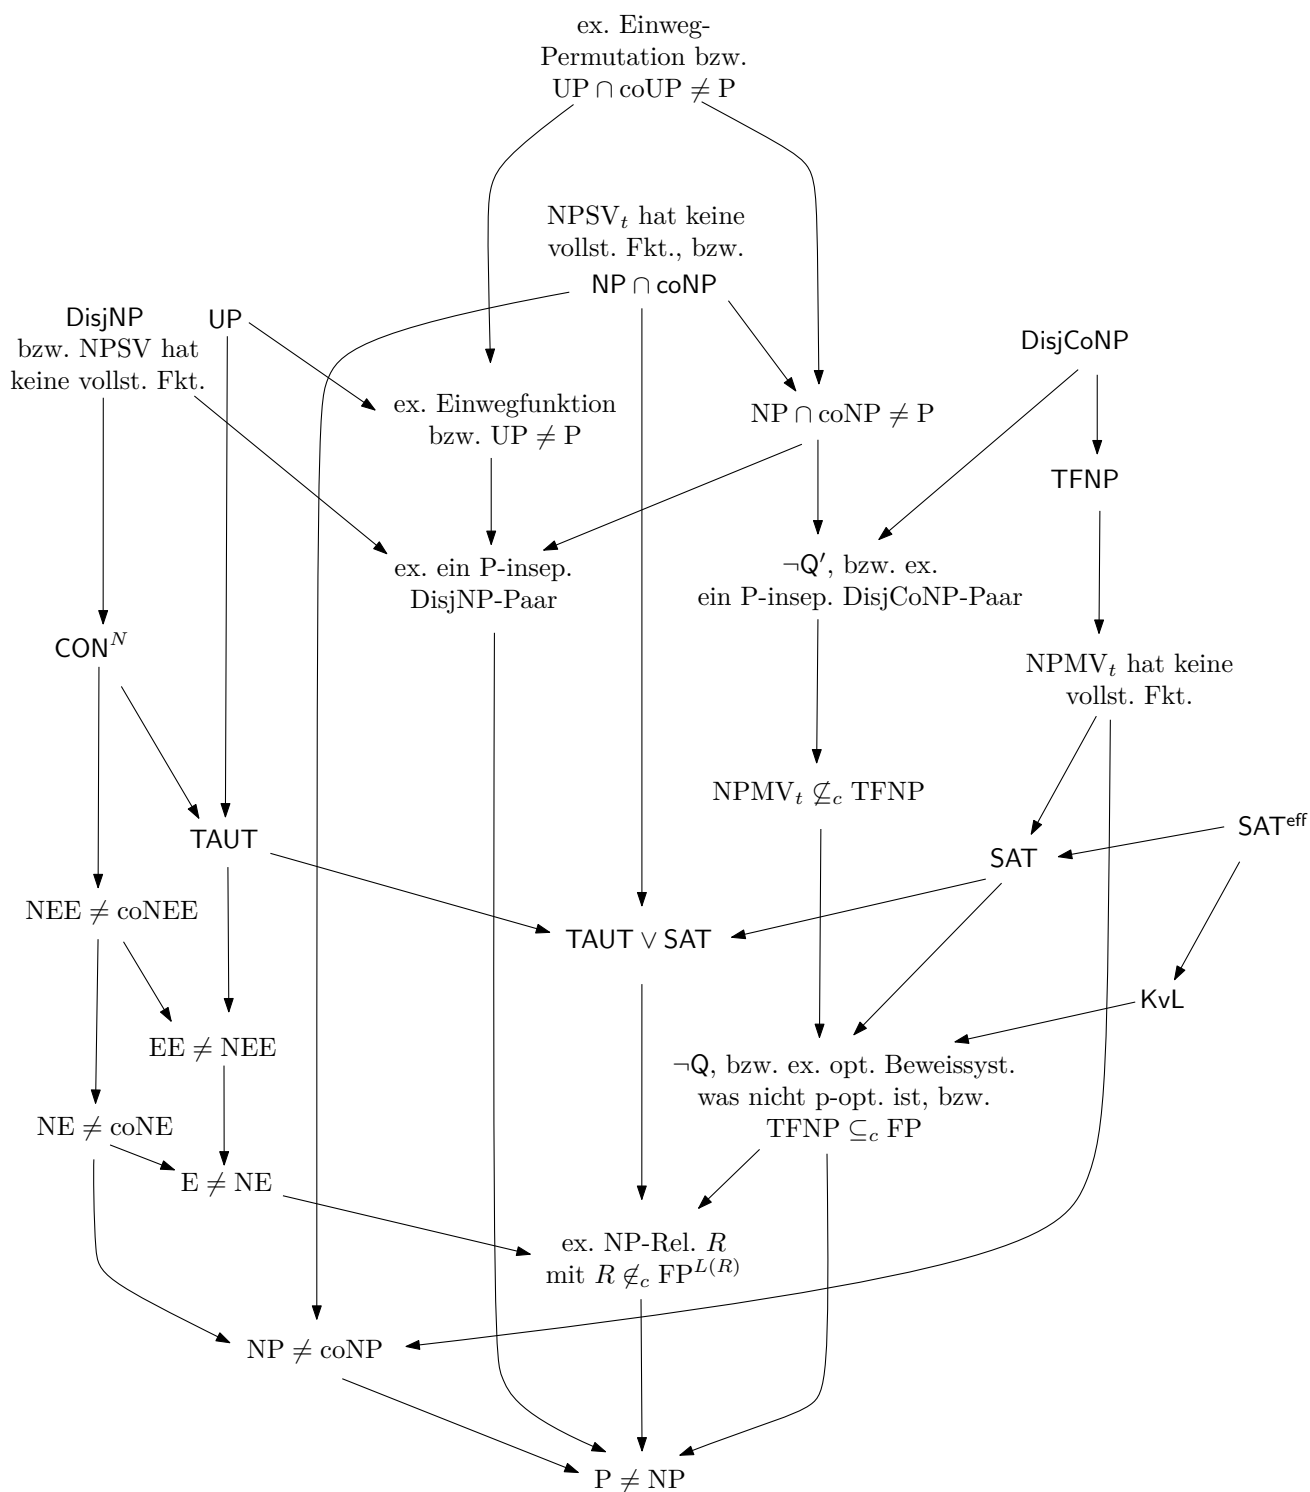 ex. Einweg-
Permutation bzw.
UP ∩ coUP ≠ P
NPSVₜ hat keine
vollst. Fkt., bzw.
NP ∩ coNP
DisjNP
bzw. NPSV hat
keine vollst. Fkt.
UP
DisjCoNP
ex. Einwegfunktion
bzw. UP ≠ P
NP ∩ coNP ≠ P
TFNP
ex. ein P-insep.
DisjNP-Paar
¬Q′, bzw. ex.
ein P-insep. DisjCoNP-Paar
CON^N
NPMVₜ hat keine
vollst. Fkt.
NPMVₜ ⊈_c TFNP
TAUT
SAT^eff
SAT
NEE ≠ coNEE
TAUT ∨ SAT
KvL
EE ≠ NEE
¬Q, bzw. ex. opt. Beweissyst.
was nicht p-opt. ist, bzw.
TFNP ⊆_c FP
NE ≠ coNE
E ≠ NE
ex. NP-Rel. R
mit R ∉_c FP^L(R)
NP ≠ coNP
P ≠ NP